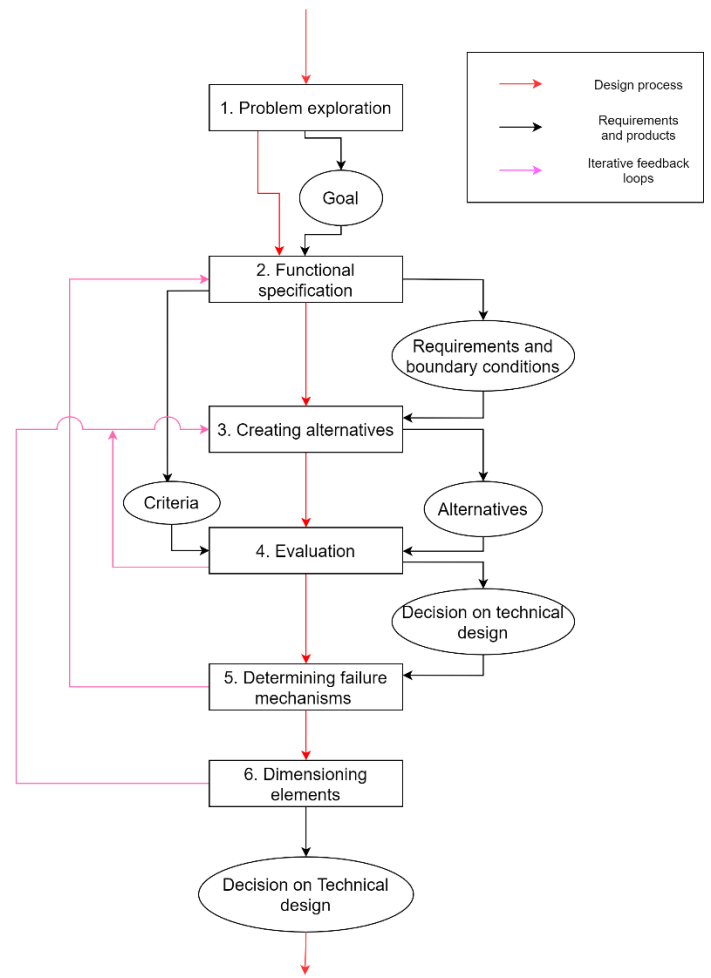 1. Problem exploration
Design process
Requirements
and products
Iterative feedback
loops
Goal
2. Functional
specification
Requirements and
boundary conditions
3. Creating alternatives
Criteria
Alternatives
4. Evaluation
Decision on technical
design
5. Determining failure
mechanisms
6. Dimensioning
elements
Decision on Technical
design